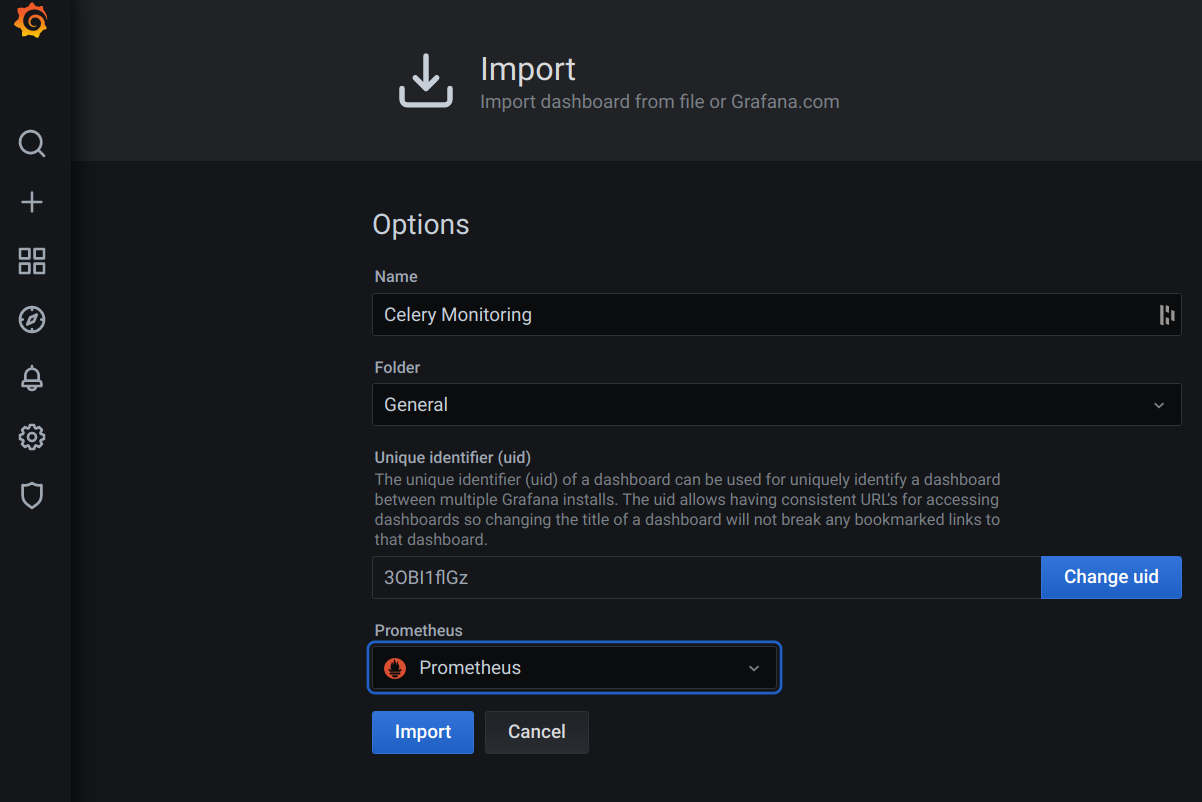 Import
Import dashboard from file or Grafana.com
Options
Name
Celery Monitoring
Folder
General
Unique identifier (uid)
The unique identifier (uid) of a dashboard can be used for uniquely identify a dashboard
between multiple Grafana installs. The uid allows having consistent URL’s for accessing
dashboards so changing the title of a dashboard will not break any bookmarked links to
that dashboard.
3OBI1flGz
Change uid
Prometheus
Prometheus
Import
Cancel